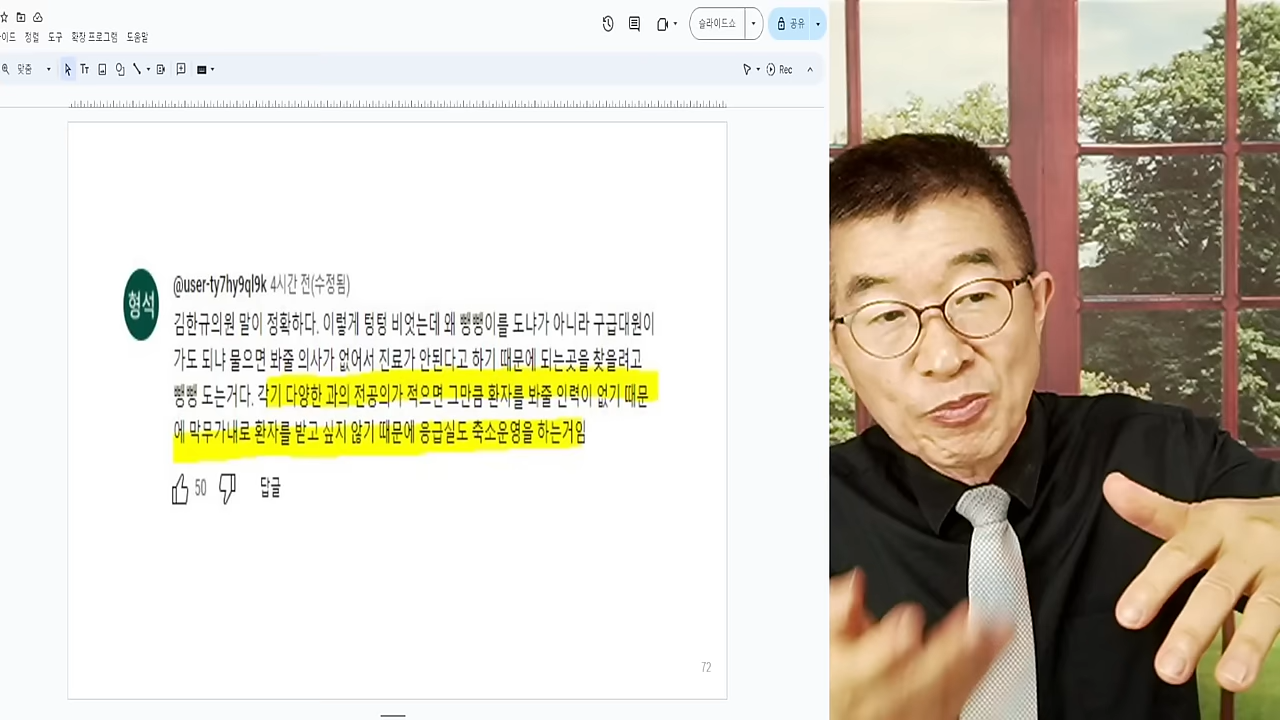 이드 정렬 도구 확장 프로그램 도움말
슬라이드쇼
공유
맞춤
Tт
Rec
형석
@user-ty7hy9ql9k 4시간 전(수정됨)
김한규의원 말이 정확하다. 이렇게 텅텅 비엇는데 왜 뺑뺑이를 도냐가 아니라 구급대원이
가도 되냐 물으면 봐줄 의사가 없어서 진료가 안된다고 하기 때문에 되는곳을 찾을려고
뺑뺑 도는거다. 각기 다양한 과의 전공의가 적으면 그만큼 환자를 봐줄 인력이 없기 때문
에 막무가내로 환자를 받고 싶지 않기 때문에 응급실도 축소운영을 하는거임
50
답글
72